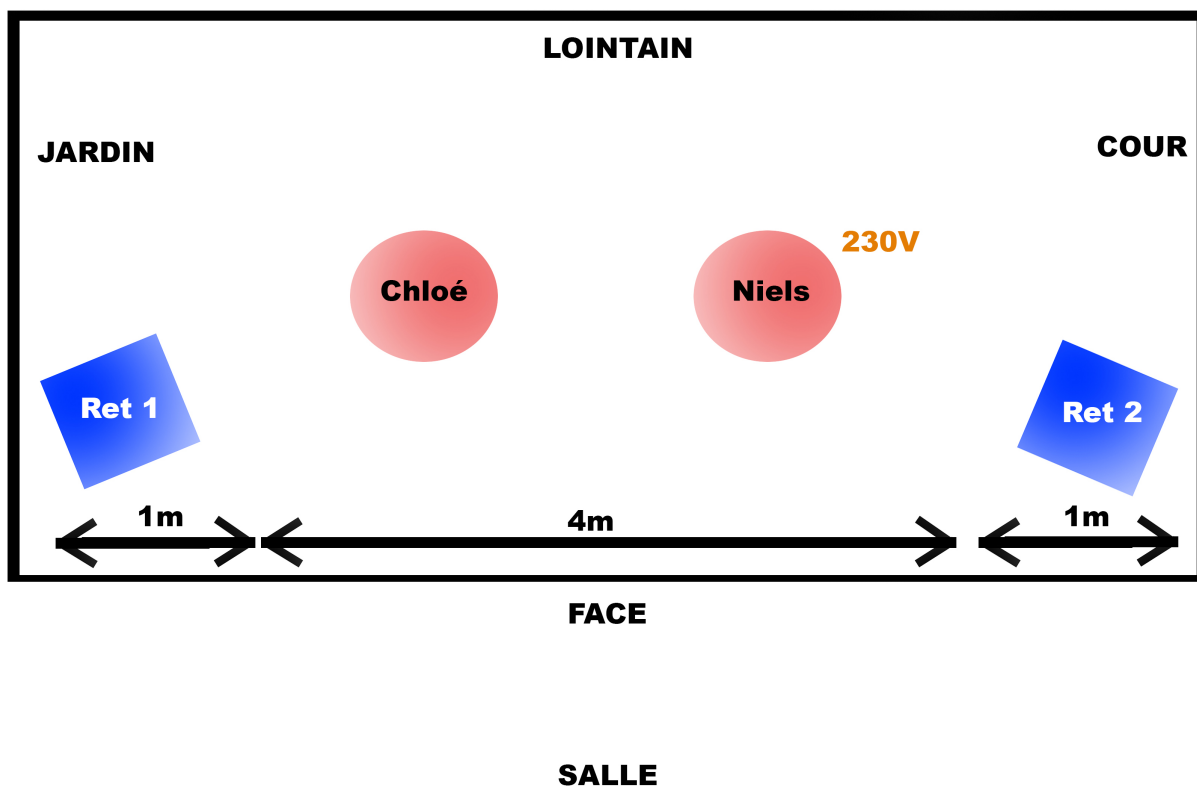 LOINTAIN
JARDIN
COUR
230V
Chloé
Niels
Ret 1
Ret 2
1m
4m
1m
FACE
SALLE